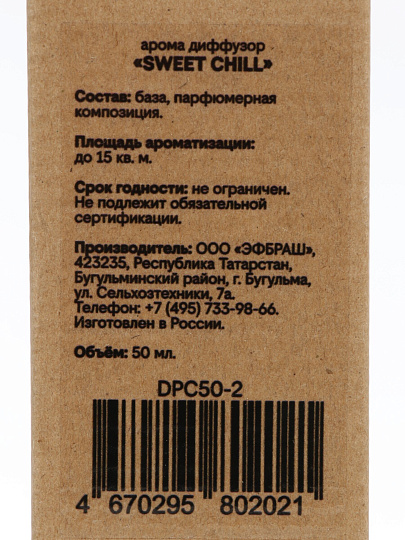 арома диффузор
«SWEET CHILL»
Состав: база, парфюмерная
композиция.
Площадь ароматизации:
до 15 кв. м.
Срок годности: не ограничен.
Не подлежит обязательной
сертификации.
Производитель: ООО «ЭФБРАШ»,
423235, Республика Татарстан,
Бугульминский район, г. Бугульма,
ул. Сельхозтехники, 7а.
Телефон: +7 (495) 733-98-66.
Изготовлен в России.
Объём: 50 мл.
DPC50-2
4 670295 802021